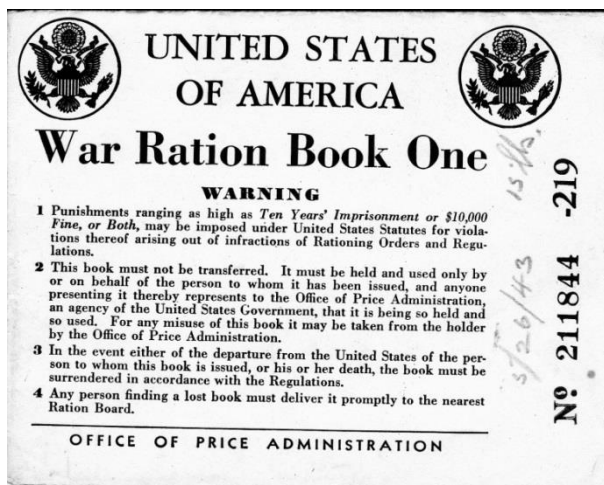 UNITED STATES
OF AMERICA
War Ration Book One
WARNING
1 Punishments ranging as high as Ten Years' Imprisonment or $10,000
Fine, or Both, may be imposed under United States Statutes for viola-
tions thereof arising out of infractions of Rationing Orders and Regu-
lations.
2 This book must not be transferred. It must be held and used only by
or on behalf of the person to whom it has been issued, and anyone
presenting it thereby represents to the Office of Price Administration,
an agency of the United States Government, that it is being so held and
so used. For any misuse of this book it may be taken from the holder
by the Office of Price Administration.
3 In the event either of the departure from the United States of the per-
son to whom this book is issued, or his or her death, the book must be
surrendered in accordance with the Regulations.
4 Any person finding a lost book must deliver it promptly to the nearest
Ration Board.
OFFICE OF PRICE ADMINISTRATION
/26/43 15
Nº 211844 -219